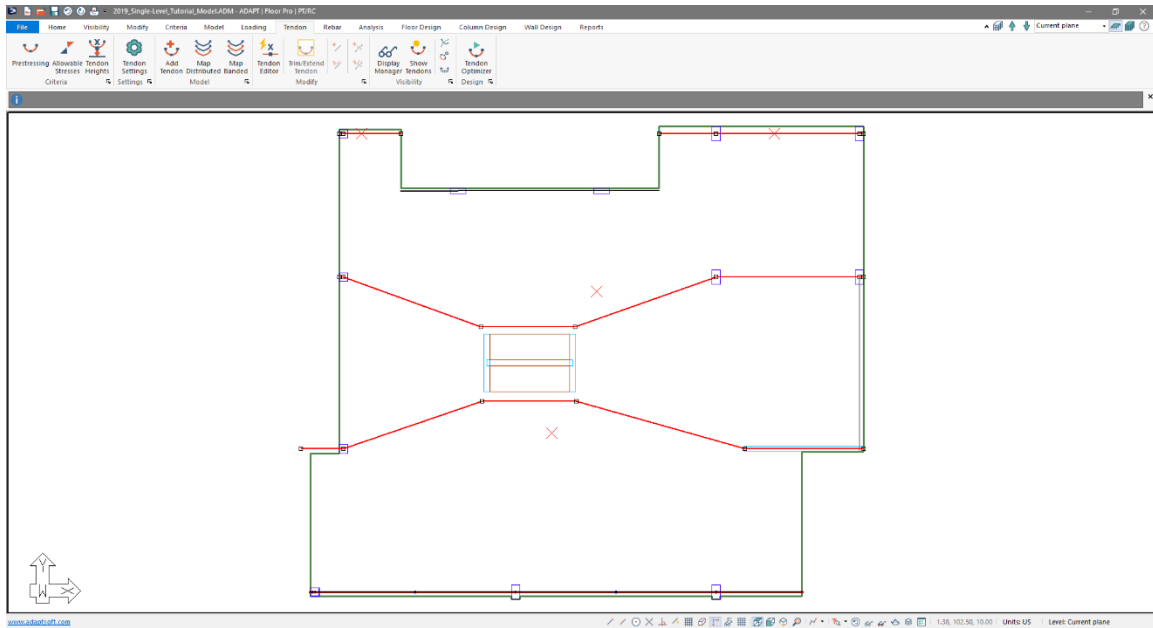 2019_Single-Level_Tutorial_Model.ADM - ADAPT | Floor Pro | PT/RC
File Home Visibility Modify Criteria Model Loading Tendon Rebar Analysis Floor Design Column Design Wall Design Reports
Current plane
Prestressing Allowable Stresses Tendon Heights Tendon Settings Add Tendon Map Distributed Map Banded Tendon Editor Trim/Extend Tendon Display Manager Show Tendons Tendon Optimizer
Criteria Settings Model Modify Visibility Design
Y
W X
www.adaptsoft.com
1.38, 102.50, 10.00 Units: US Level: Current plane